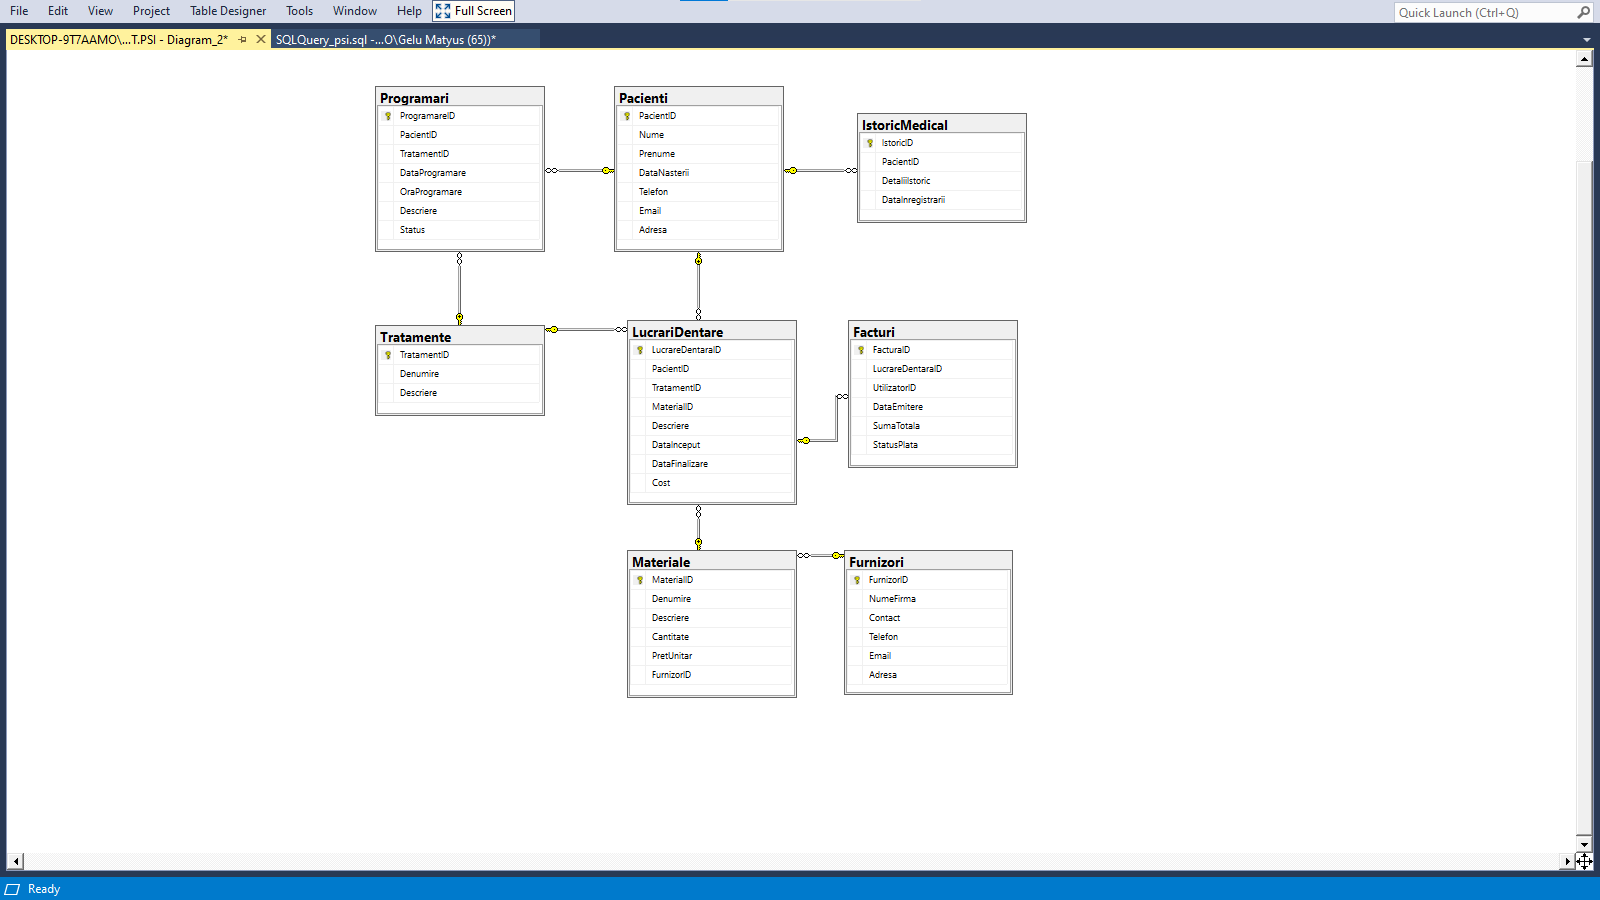 File Edit View Project Table Designer Tools Window Help Full Screen
Quick Launch (Ctrl+Q)
DESKTOP-9T7AAMO\...T.PSI - Diagram_2*
SQLQuery_psi.sql -...O\Gelu Matyus (65))*
Programari
ProgramareID
PacientID
TratamentID
DataProgramare
OraProgramare
Descriere
Status
Pacienti
PacientID
Nume
Prenume
DataNasterii
Telefon
Email
Adresa
IstoricMedical
IstoricID
PacientID
DetaliiIstoric
DataInregistrarii
Tratamente
TratamentID
Denumire
Descriere
LucrariDentare
LucrareDentaraID
PacientID
TratamentID
MaterialID
Descriere
DataInceput
DataFinalizare
Cost
Facturi
FacturaID
LucrareDentaraID
UtilizatorID
DataEmitere
SumaTotala
StatusPlata
Materiale
MaterialID
Denumire
Descriere
Cantitate
PretUnitar
FurnizorID
Furnizori
FurnizorID
NumeFirma
Contact
Telefon
Email
Adresa
Ready